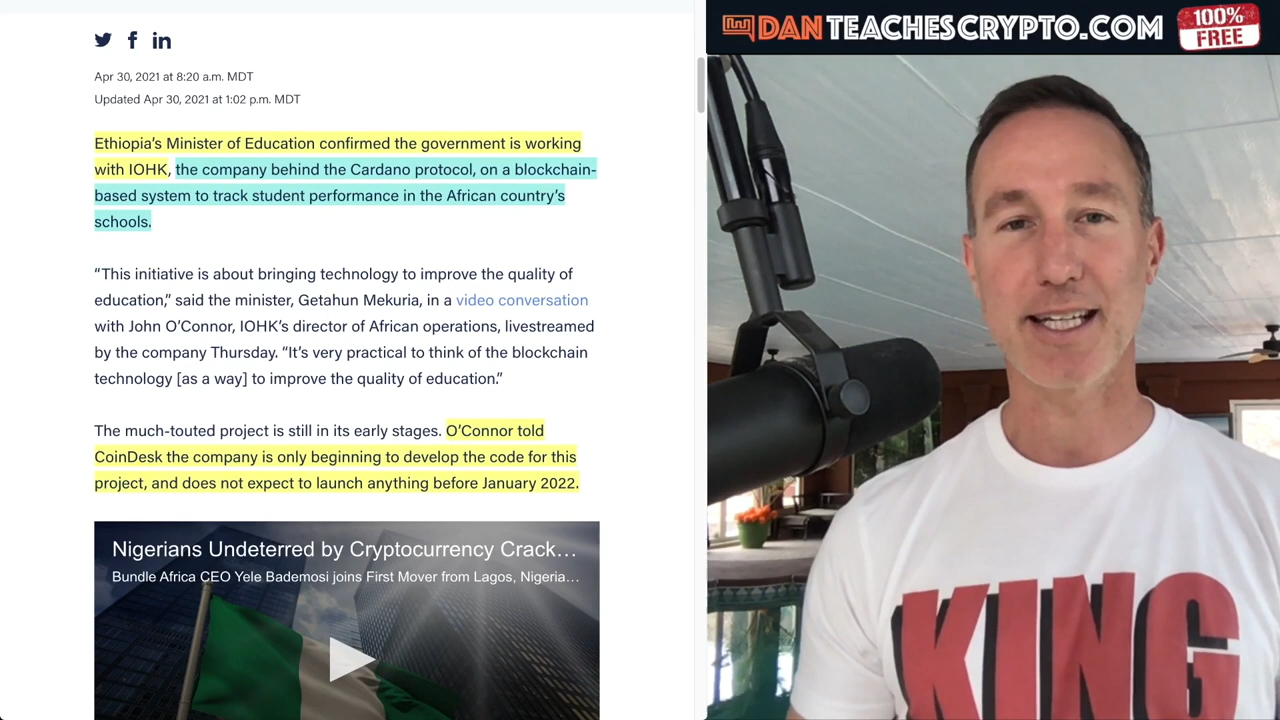 Apr 30, 2021 at 8:20 a.m. MDT
Updated Apr 30, 2021 at 1:02 p.m. MDT
Ethiopia’s Minister of Education confirmed the government is working
with IOHK, the company behind the Cardano protocol, on a blockchain-
based system to track student performance in the African country’s
schools.
“This initiative is about bringing technology to improve the quality of
education,” said the minister, Getahun Mekuria, in a video conversation
with John O’Connor, IOHK’s director of African operations, livestreamed
by the company Thursday. “It’s very practical to think of the blockchain
technology [as a way] to improve the quality of education.”
The much-touted project is still in its early stages. O’Connor told
CoinDesk the company is only beginning to develop the code for this
project, and does not expect to launch anything before January 2022.
Nigerians Undeterred by Cryptocurrency Crack...
Bundle Africa CEO Yele Bademosi joins First Mover from Lagos, Nigeria...
DANTEACHESCRYPTO.COM
100%
FREE
KING